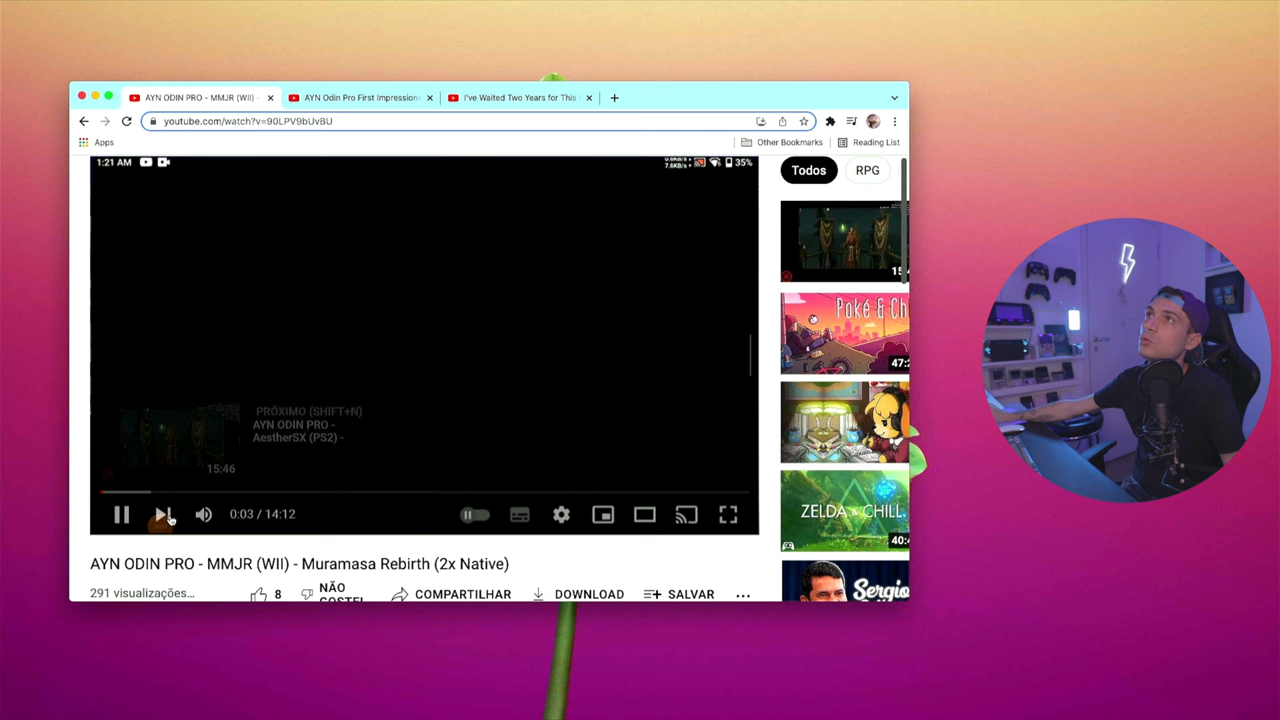 AYN ODIN PRO - MMJR (WII) -
AYN Odin Pro First Impression
I've Waited Two Years for This
youtube.com/watch?v=90LPV9bUvBU
Apps
Other Bookmarks
Reading List
1:21 AM
35%
Todos
RPG
Poké & Ch
47:2
PRÓXIMO (SHIFT+N)
AYN ODIN PRO -
AestherSX (PS2) -
15:46
ZELDA & CHILL
40:4
0:03 / 14:12
AYN ODIN PRO - MMJR (WII) - Muramasa Rebirth (2x Native)
291 visualizações...
8
NÃO
COMPARTILHAR
DOWNLOAD
SALVAR
Sergio